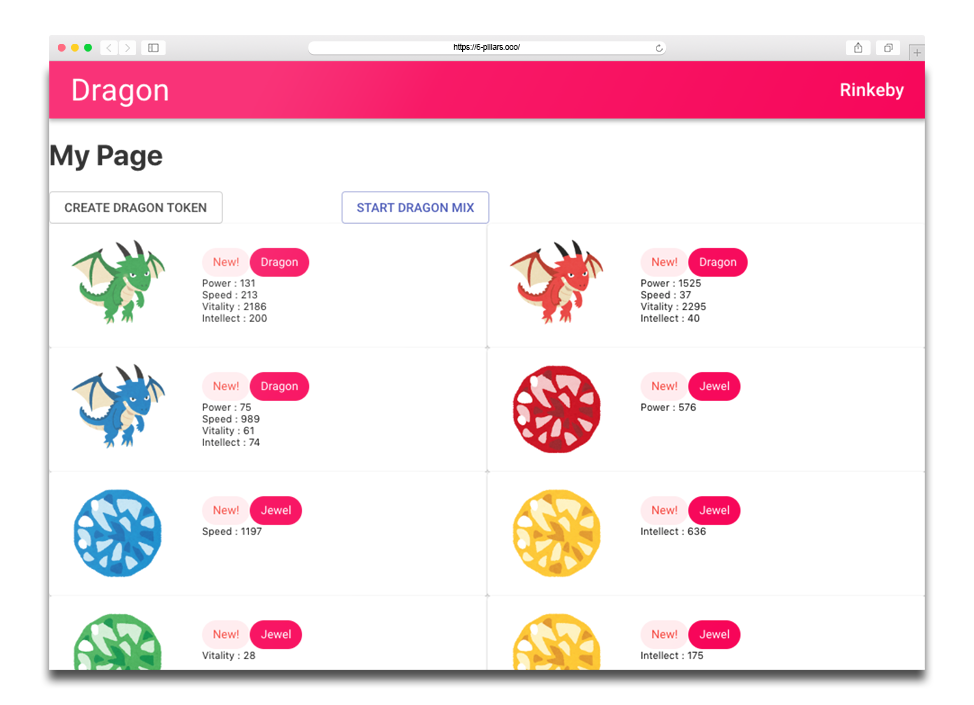 https://6-pillars.ooo/
Dragon
Rinkeby
My Page
CREATE DRAGON TOKEN
START DRAGON MIX
New! Dragon
Power : 131
Speed : 213
Vitality : 2186
Intellect : 200
New! Dragon
Power : 1525
Speed : 37
Vitality : 2295
Intellect : 40
New! Dragon
Power : 75
Speed : 989
Vitality : 61
Intellect : 74
New! Jewel
Power : 576
New! Jewel
Speed : 1197
New! Jewel
Intellect : 636
New! Jewel
Vitality : 28
New! Jewel
Intellect : 175